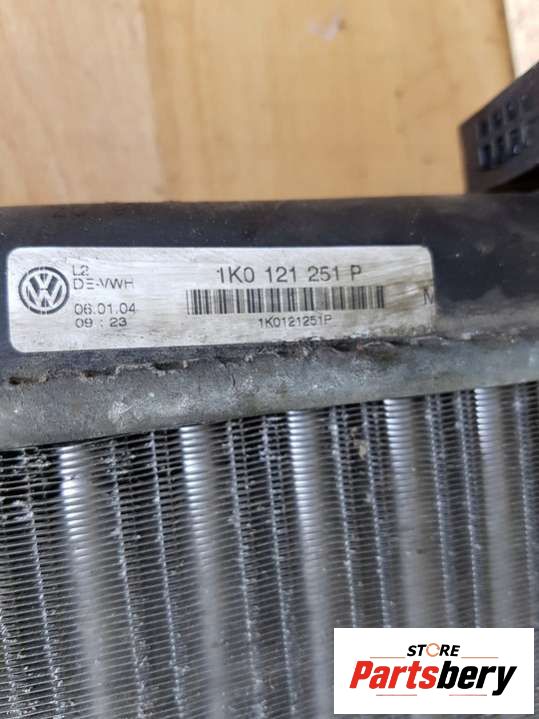 L2
DE-VWH
06.01.04
09 : 23
1K0 121 251 P
1K0121251P
M
STORE
Partsbery